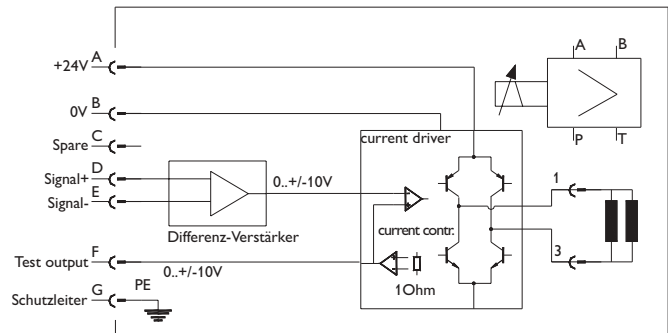 +24V A
0V B
Spare C
Signal+ D
Signal- E
Test output F
Schutzleiter G
PE
Differenz-Verstärker
0..+/-10V
0..+/-10V
current driver
current contr.
1Ohm
A B
P T
1
3